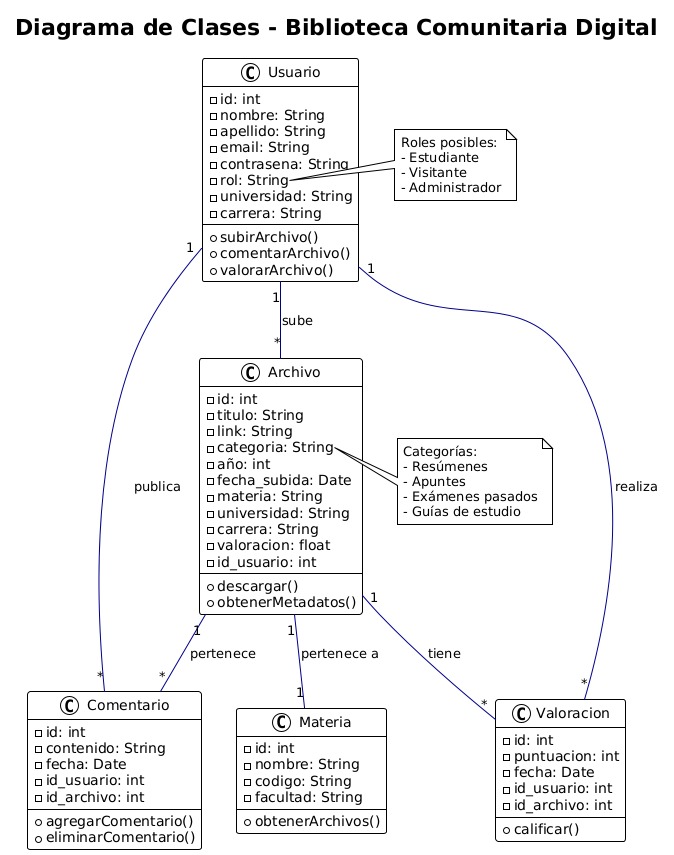 Diagrama de Clases - Biblioteca Comunitaria Digital
C Usuario
id: int
nombre: String
apellido: String
email: String
contrasena: String
rol: String
universidad: String
carrera: String
subirArchivo()
comentarArchivo()
valorarArchivo()
Roles posibles:
- Estudiante
- Visitante
- Administrador
1
1
1
sube
*
C Archivo
id: int
titulo: String
link: String
categoria: String
año: int
fecha_subida: Date
materia: String
universidad: String
carrera: String
valoracion: float
id_usuario: int
descargar()
obtenerMetadatos()
Categorías:
- Resúmenes
- Apuntes
- Exámenes pasados
- Guías de estudio
publica
realiza
1
1
1
pertenece
pertenece a
tiene
*
*
1
*
*
C Comentario
id: int
contenido: String
fecha: Date
id_usuario: int
id_archivo: int
agregarComentario()
eliminarComentario()
C Materia
id: int
nombre: String
codigo: String
facultad: String
obtenerArchivos()
C Valoracion
id: int
puntuacion: int
fecha: Date
id_usuario: int
id_archivo: int
calificar()